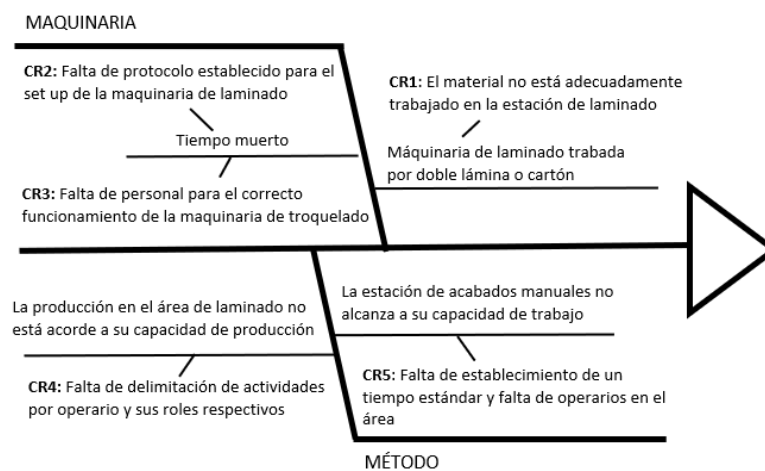 MAQUINARIA
CR2: Falta de protocolo establecido para el
set up de la maquinaria de laminado
Tiempo muerto
CR3: Falta de personal para el correcto
funcionamiento de la maquinaria de troquelado
CR1: El material no está adecuadamente
trabajado en la estación de laminado
Máquinaria de laminado trabada
por doble lámina o cartón
La producción en el área de laminado no
está acorde a su capacidad de producción
CR4: Falta de delimitación de actividades
por operario y sus roles respectivos
La estación de acabados manuales no
alcanza a su capacidad de trabajo
CR5: Falta de establecimiento de un
tiempo estándar y falta de operarios en el
área
MÉTODO